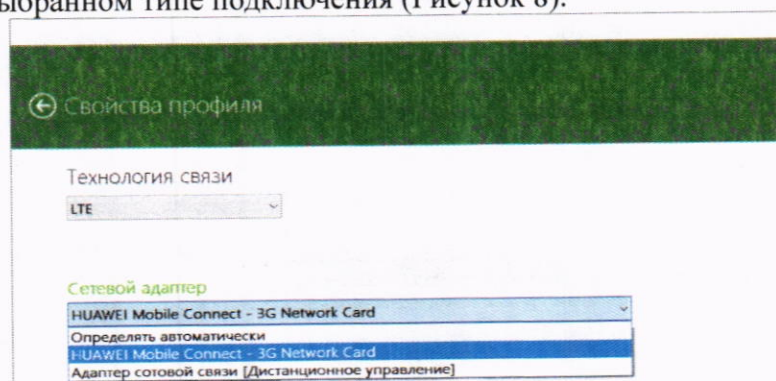 выбранном типе подключения (Рисунок 8).
Свойства профиля
Технология связи
LTE
Сетевой адаптер
HUAWEI Mobile Connect - 3G Network Card
Определять автоматически
HUAWEI Mobile Connect - 3G Network Card
Адаптер сотовой связи [Дистанционное управление]